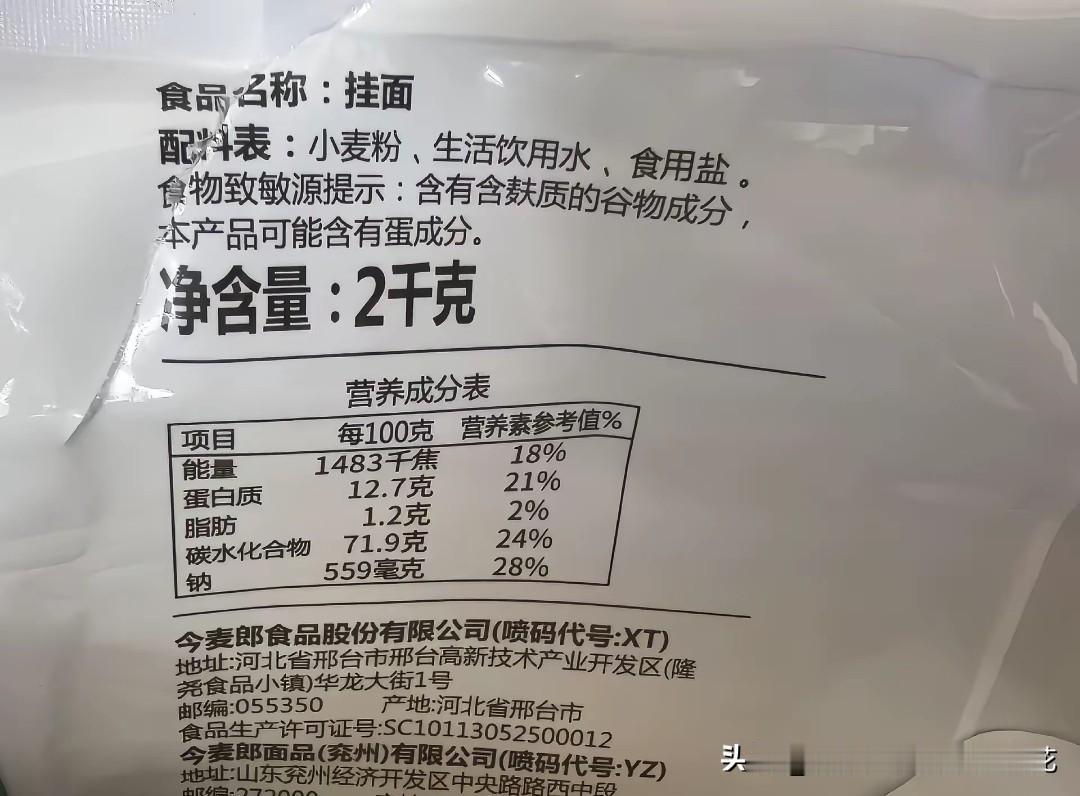 食品名称：挂面
配料表：小麦粉、生活饮用水、食用盐。
食物致敏源提示：含有含麸质的谷物成分，
本产品可能含有蛋成分。
净含量：2千克
营养成分表
项目 每100克 营养素参考值%
能量 1483千焦 18%
蛋白质 12.7克 21%
脂肪 1.2克 2%
碳水化合物 71.9克 24%
钠 559毫克 28%
今麦郎食品股份有限公司(喷码代号:XT)
地址:河北省邢台市邢台高新技术产业开发区(隆
尧食品小镇)华龙大街1号
邮编:055350 产地:河北省邢台市
食品生产许可证号:SC10113052500012
今麦郎面品(兖州)有限公司(喷码代号:YZ)
地址:山东兖州经济开发区中央路路西中段
邮编:272000
头
花